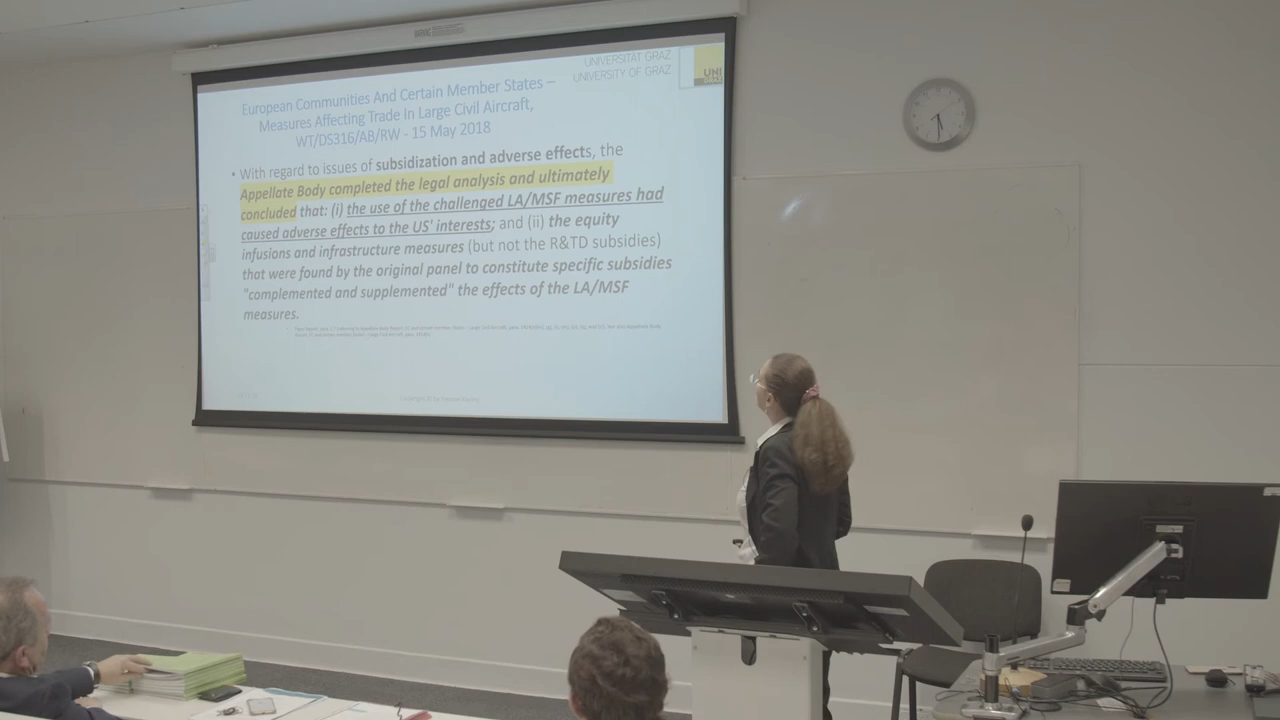 UNIVERSITÄT GRAZ
UNIVERSITY OF GRAZ
UNI
GRAZ
European Communities And Certain Member States –
Measures Affecting Trade In Large Civil Aircraft,
WT/DS316/AB/RW - 15 May 2018
• With regard to issues of subsidization and adverse effects, the
Appellate Body completed the legal analysis and ultimately
concluded that: (i) the use of the challenged LA/MSF measures had
caused adverse effects to the US' interests; and (ii) the equity
infusions and infrastructure measures (but not the R&TD subsidies)
that were found by the original panel to constitute specific subsidies
"complemented and supplemented" the effects of the LA/MSF
measures.